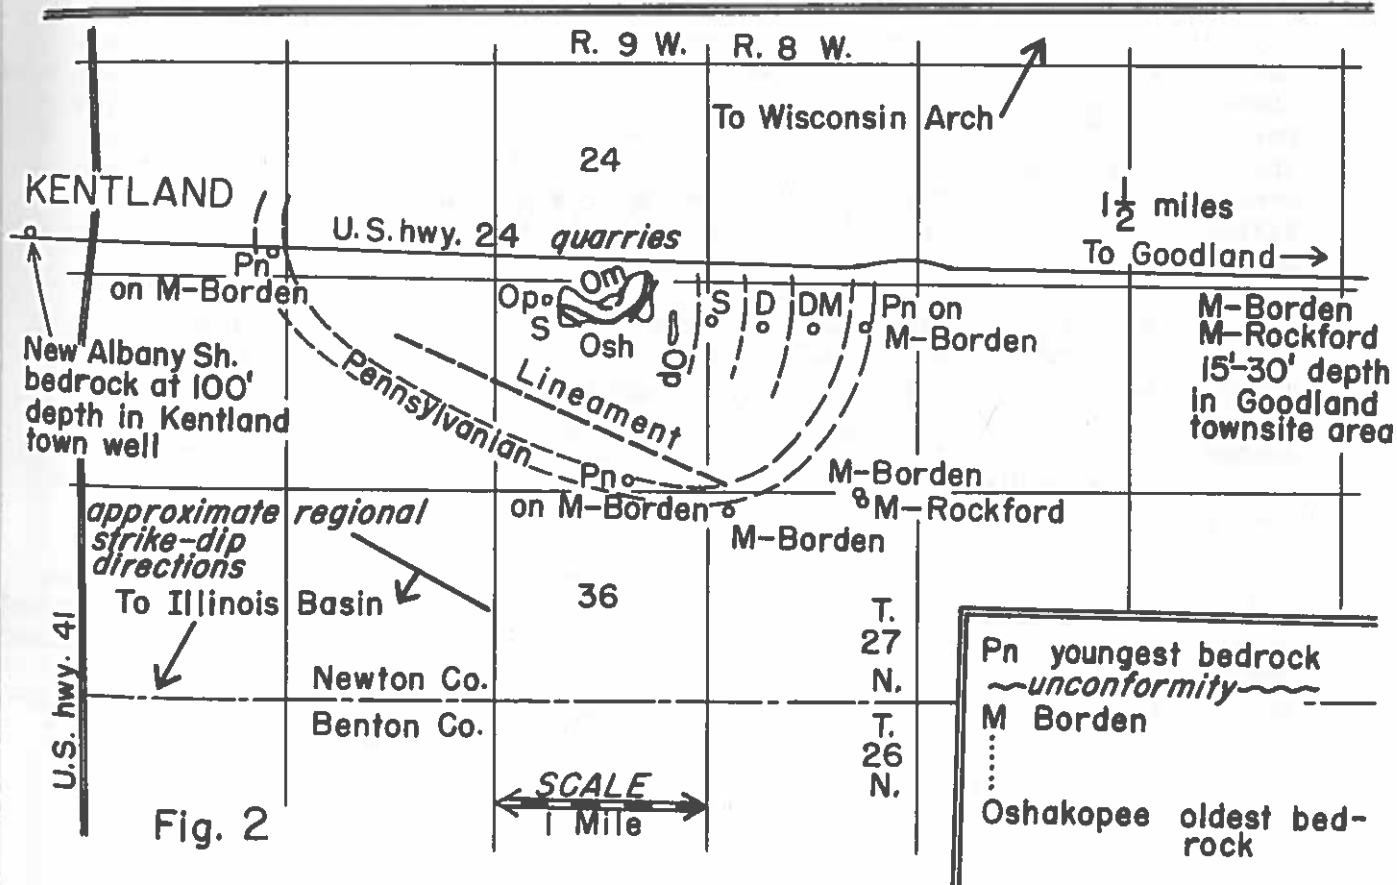 R. 9 W.
R. 8 W.
To Wisconsin Arch
24
KENTLAND
1 1/2 miles
U.S. hwy. 24
quarries
To Goodland
Pn
on M-Borden
Om
Op
S
Osh
Op
S
D
DM
Pn on
M-Borden
M-Borden
M-Rockford
15'-30' depth
in Goodland
townsite area
New Albany Sh.
bedrock at 100'
depth in Kentland
town well
Lineament
Pennsylvanian
Pn
on M-Borden
M-Borden
M-Rockford
M-Borden
approximate regional
strike-dip
directions
To Illinois Basin
36
T.
27
N.
Newton Co.
Benton Co.
T.
26
N.
U.S. hwy. 41
SCALE
1 Mile
Fig. 2
Pn youngest bedrock
unconformity
M Borden
Oshakopee oldest bed-
rock